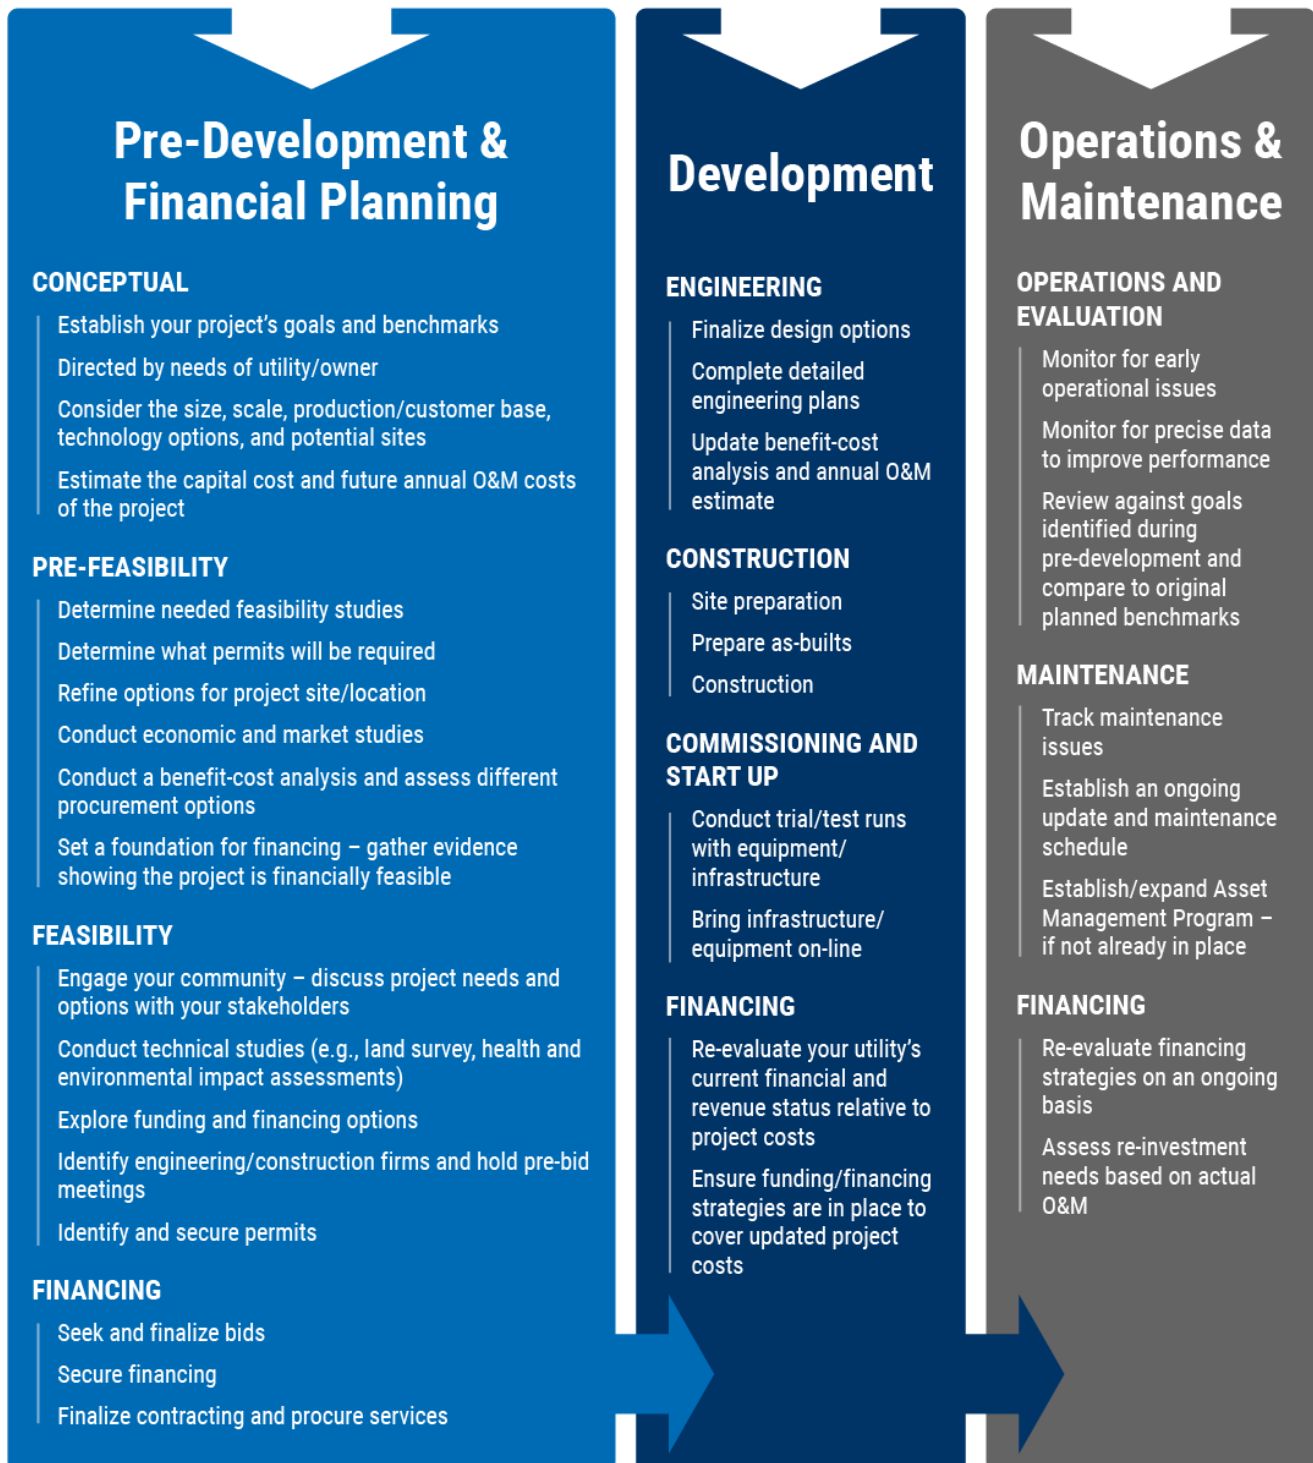 Pre-Development &
Financial Planning
CONCEPTUAL
Establish your project's goals and benchmarks
Directed by needs of utility/owner
Consider the size, scale, production/customer base,
technology options, and potential sites
Estimate the capital cost and future annual O&M costs
of the project
PRE-FEASIBILITY
Determine needed feasibility studies
Determine what permits will be required
Refine options for project site/location
Conduct economic and market studies
Conduct a benefit-cost analysis and assess different
procurement options
Set a foundation for financing – gather evidence
showing the project is financially feasible
FEASIBILITY
Engage your community – discuss project needs and
options with your stakeholders
Conduct technical studies (e.g., land survey, health and
environmental impact assessments)
Explore funding and financing options
Identify engineering/construction firms and hold pre-bid
meetings
Identify and secure permits
FINANCING
Seek and finalize bids
Secure financing
Finalize contracting and procure services
Development
ENGINEERING
Finalize design options
Complete detailed
engineering plans
Update benefit-cost
analysis and annual O&M
estimate
CONSTRUCTION
Site preparation
Prepare as-builts
Construction
COMMISSIONING AND
START UP
Conduct trial/test runs
with equipment/
infrastructure
Bring infrastructure/
equipment on-line
FINANCING
Re-evaluate your utility's
current financial and
revenue status relative to
project costs
Ensure funding/financing
strategies are in place to
cover updated project
costs
Operations &
Maintenance
OPERATIONS AND
EVALUATION
Monitor for early
operational issues
Monitor for precise data
to improve performance
Review against goals
identified during
pre-development and
compare to original
planned benchmarks
MAINTENANCE
Track maintenance
issues
Establish an ongoing
update and maintenance
schedule
Establish/expand Asset
Management Program –
if not already in place
FINANCING
Re-evaluate financing
strategies on an ongoing
basis
Assess re-investment
needs based on actual
O&M